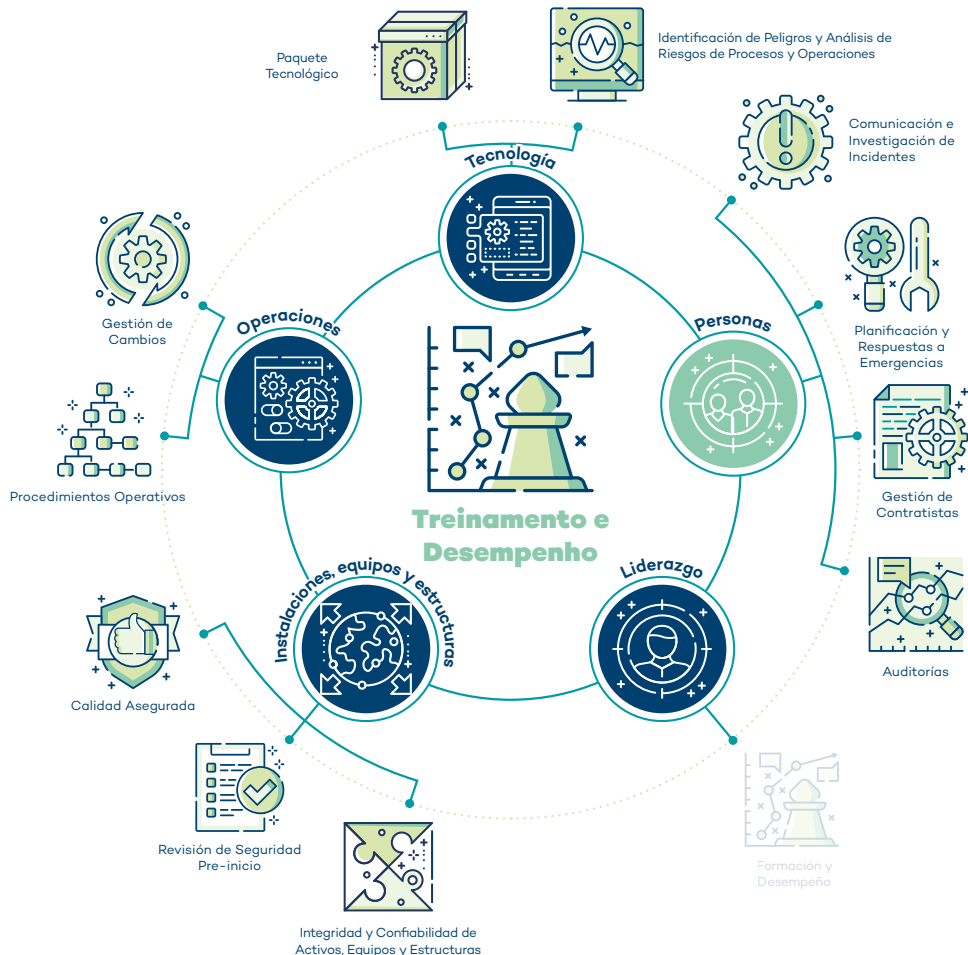 Paquete
Tecnológico
Identificación de Peligros y Análisis de
Riesgos de Procesos y Operaciones
Comunicación e
Investigación de
Incidentes
Tecnología
Gestión de
Cambios
Operaciones
Personas
Planificación y
Respuestas a
Emergencias
Procedimientos Operativos
Gestión de
Contratistas
Treinamento e
Desempenho
Instalaciones, equipos y estructuras
Liderazgo
Auditorías
Calidad Asegurada
Revisión de Seguridad
Pre-inicio
Formación y
Desempeño
Integridad y Confiabilidad de
Activos, Equipos y Estructuras